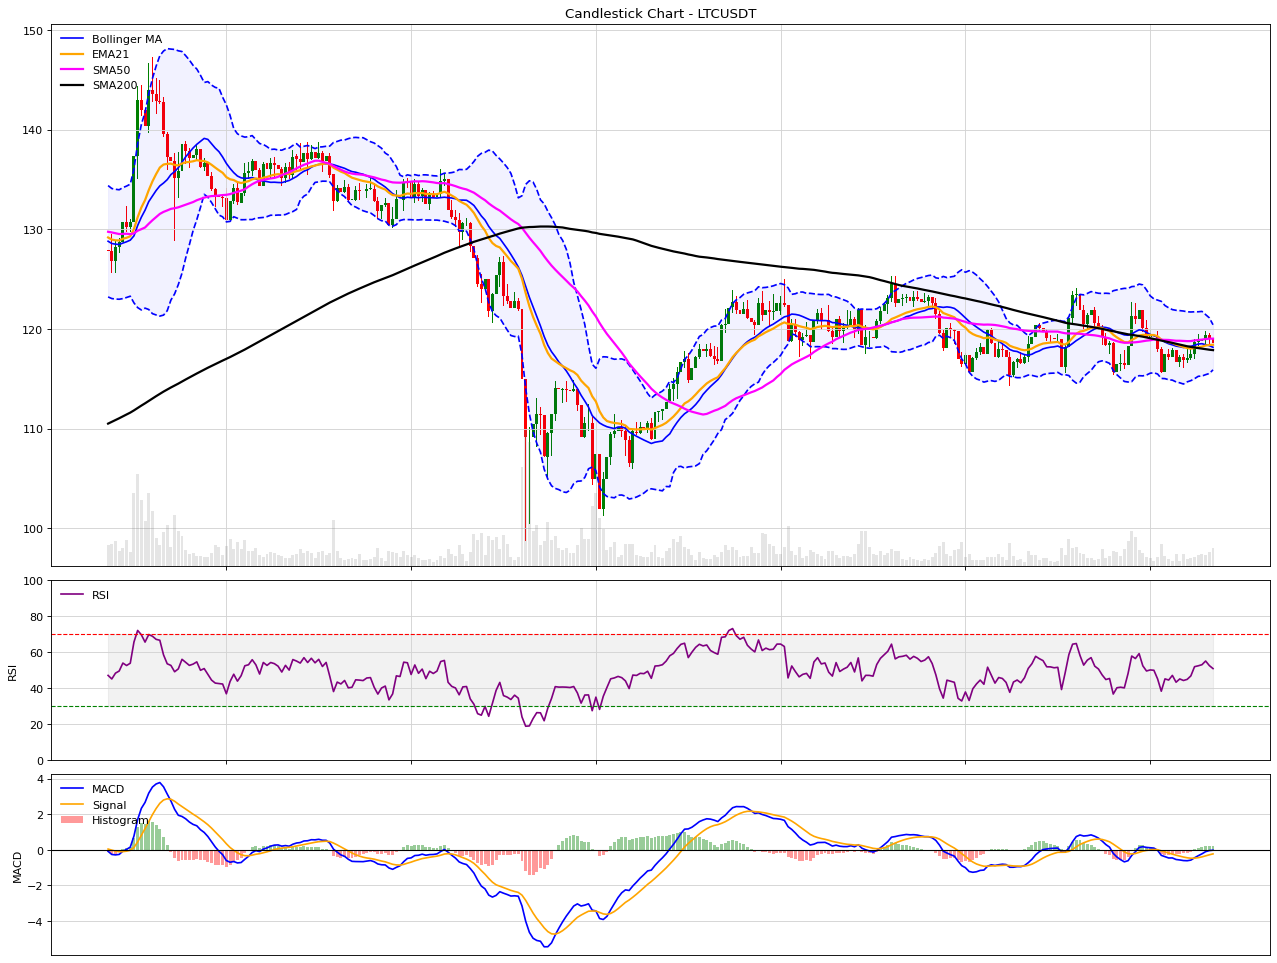 Candlestick Chart - LTCUSDT
Bollinger MA
EMA21
SMA50
SMA200
150
140
130
120
110
100
RSI
100
80
60
40
20
0
RSI
MACD
Signal
Histogram
4
2
0
−2
−4
MACD